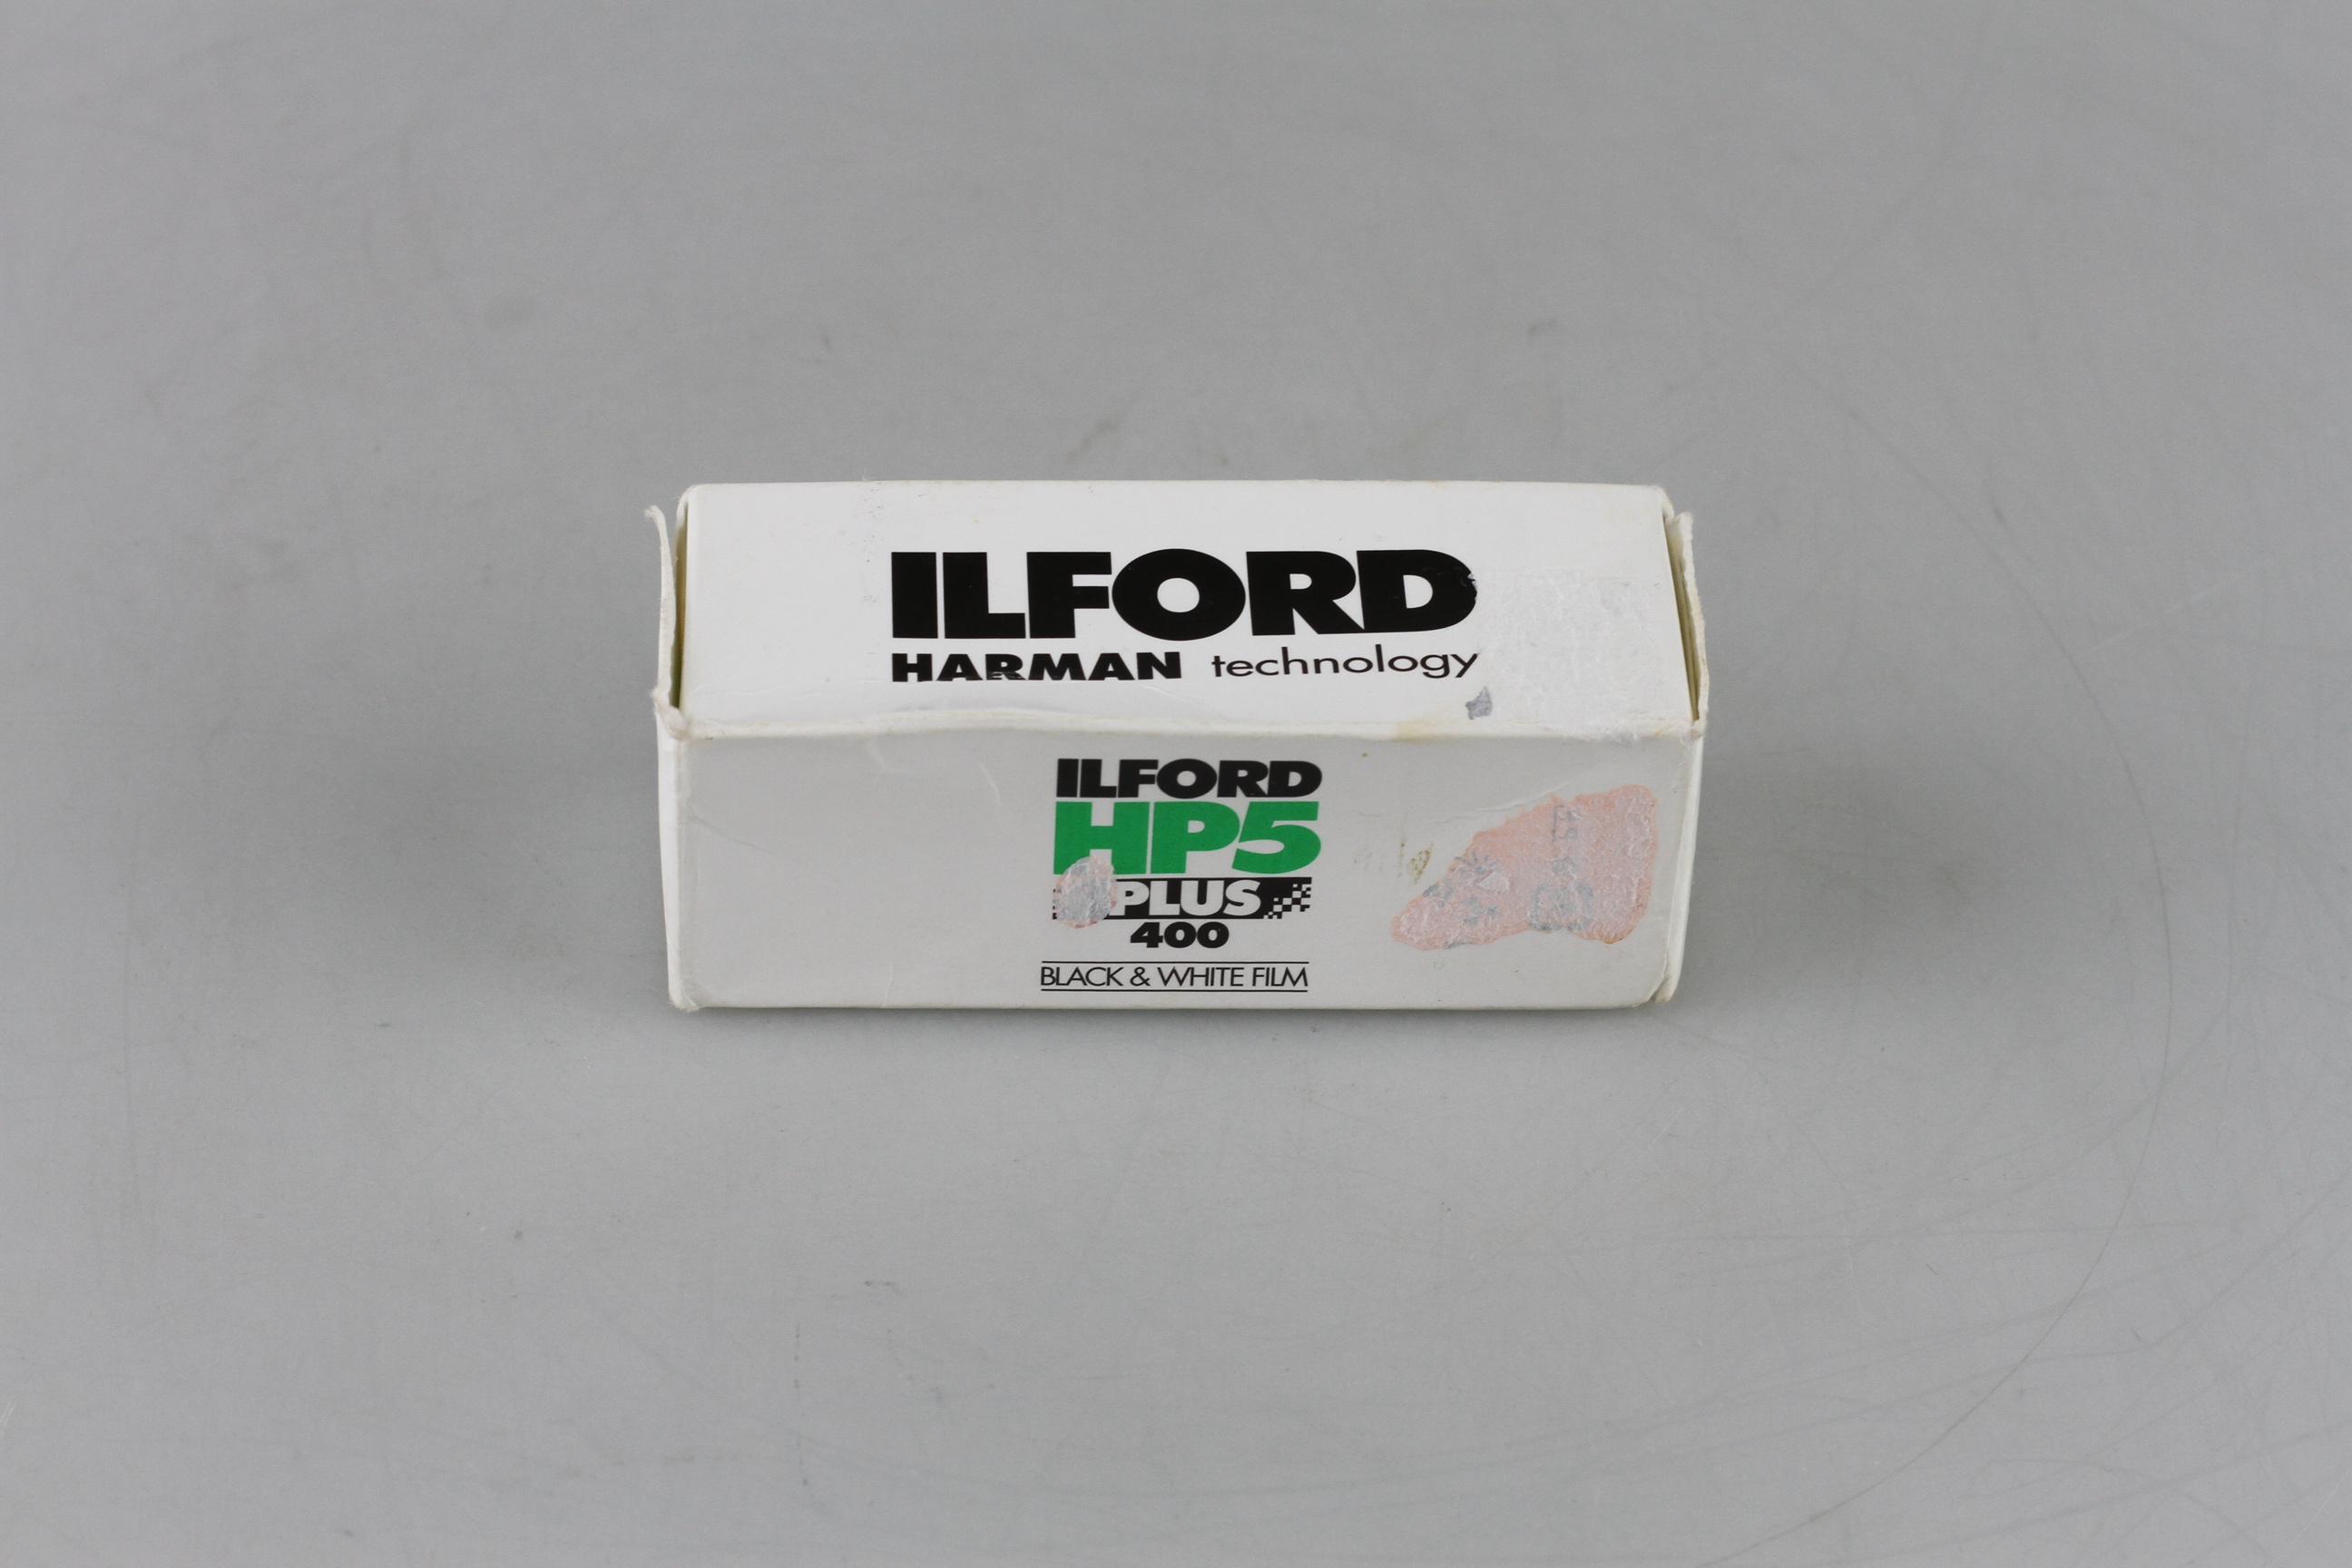 ILFORD
HARMAN technology
ILFORD
HP5
PLUS
400
BLACK & WHITE FILM